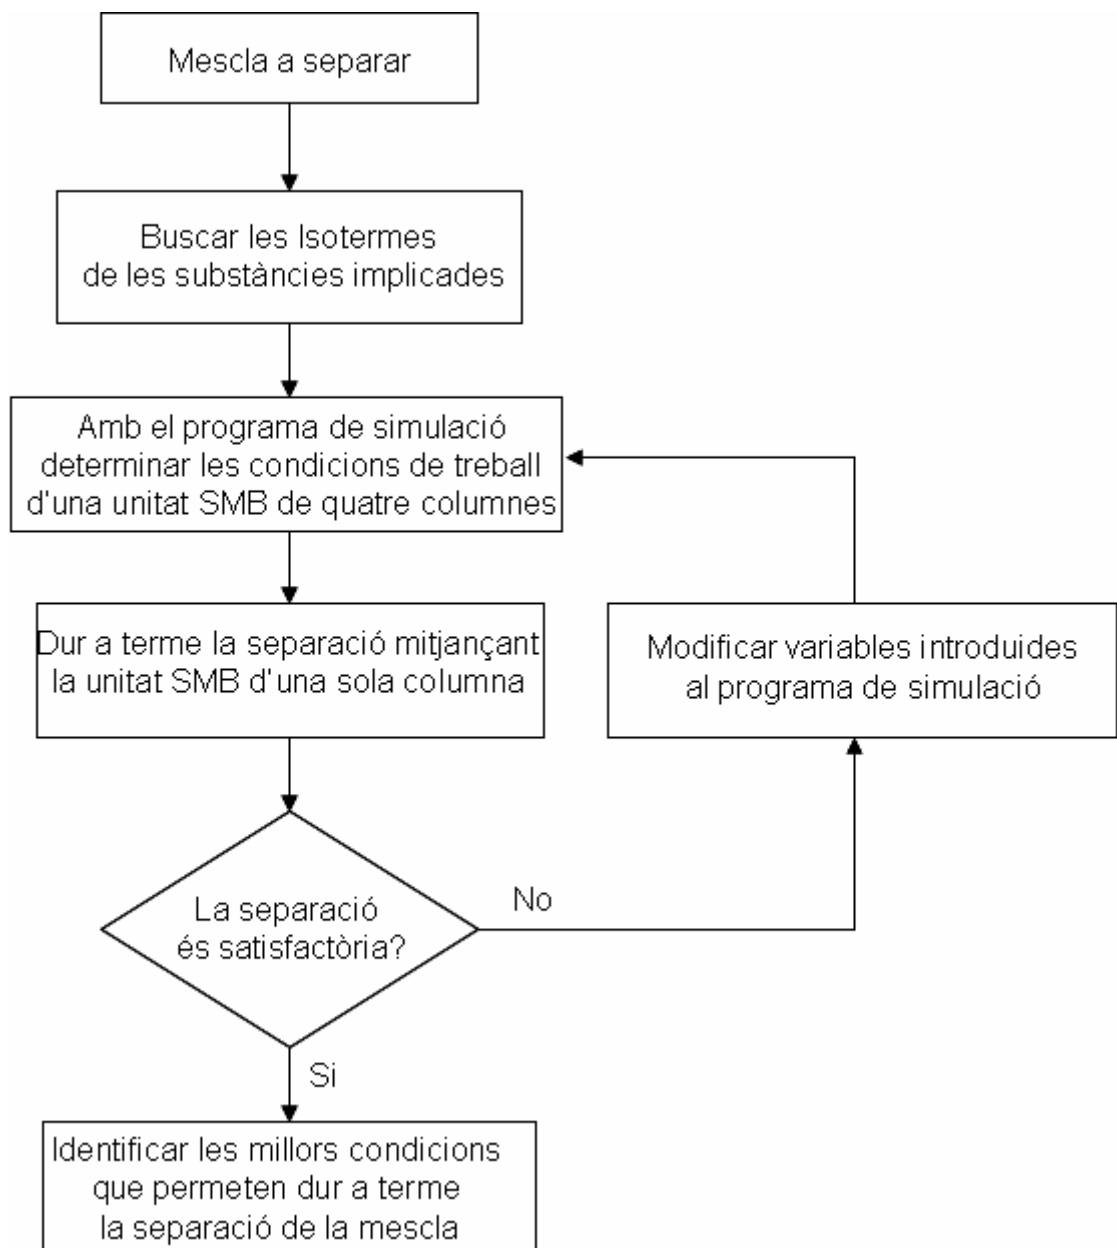 Mescla a separar
Buscar les Isotermes
de les substàncies implicades
Amb el programa de simulació
determinar les condicions de treball
d'una unitat SMB de quatre columnes
Dur a terme la separació mitjançant
la unitat SMB d'una sola columna
Modificar variables introduides
al programa de simulació
La separació
és satisfactòria?
No
Si
Identificar les millors condicions
que permeten dur a terme
la separació de la mescla